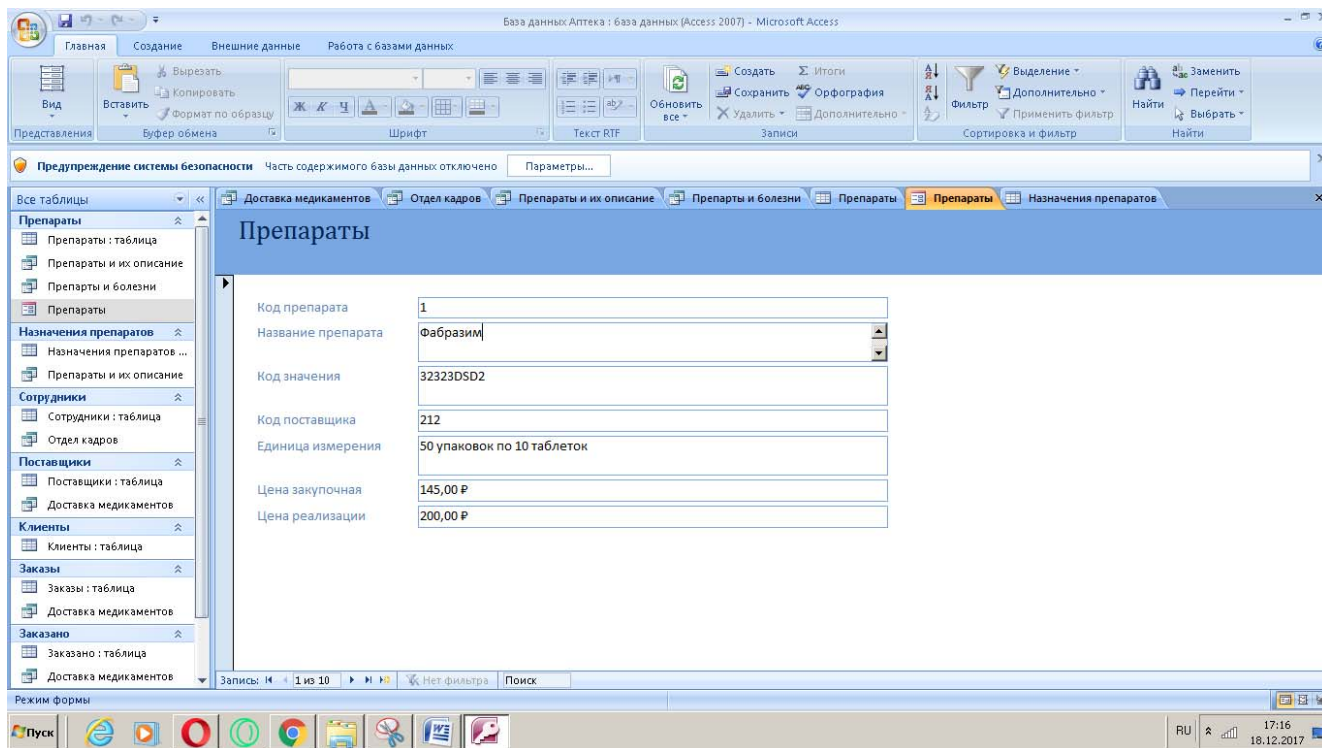 База данных Аптека : база данных (Access 2007) - Microsoft Access
Главная Создание Внешние данные Работа с базами данных
Вид
Представления
Вставить
Вырезать
Копировать
Формат по образцу
Буфер обмена
Ж К Ч А
Шрифт
Текст RTF
Обновить все
Создать
Сохранить
Удалить
Итоги
Орфография
Дополнительно
Записи
Фильтр
Выделение
Дополнительно
Применить фильтр
Сортировка и фильтр
Найти
Заменить
Перейти
Выбрать
Найти
Предупреждение системы безопасности Часть содержимого базы данных отключено Параметры...
Все таблицы
Препараты
Препараты : таблица
Препараты и их описание
Препарты и болезни
Препараты
Назначения препаратов
Назначения препаратов ...
Препараты и их описание
Сотрудники
Сотрудники : таблица
Отдел кадров
Поставщики
Поставщики : таблица
Доставка медикаментов
Клиенты
Клиенты : таблица
Заказы
Заказы : таблица
Доставка медикаментов
Заказано
Заказано : таблица
Доставка медикаментов
Доставка медикаментов Отдел кадров Препараты и их описание Препарты и болезни Препараты Препараты Назначения препаратов
Препараты
Код препарата 1
Название препарата Фабразим
Код значения 32323DSD2
Код поставщика 212
Единица измерения 50 упаковок по 10 таблеток
Цена закупочная 145,00 ₽
Цена реализации 200,00 ₽
Запись: 1 из 10 Нет фильтра Поиск
Режим формы
Пуск
RU 17:16
18.12.2017